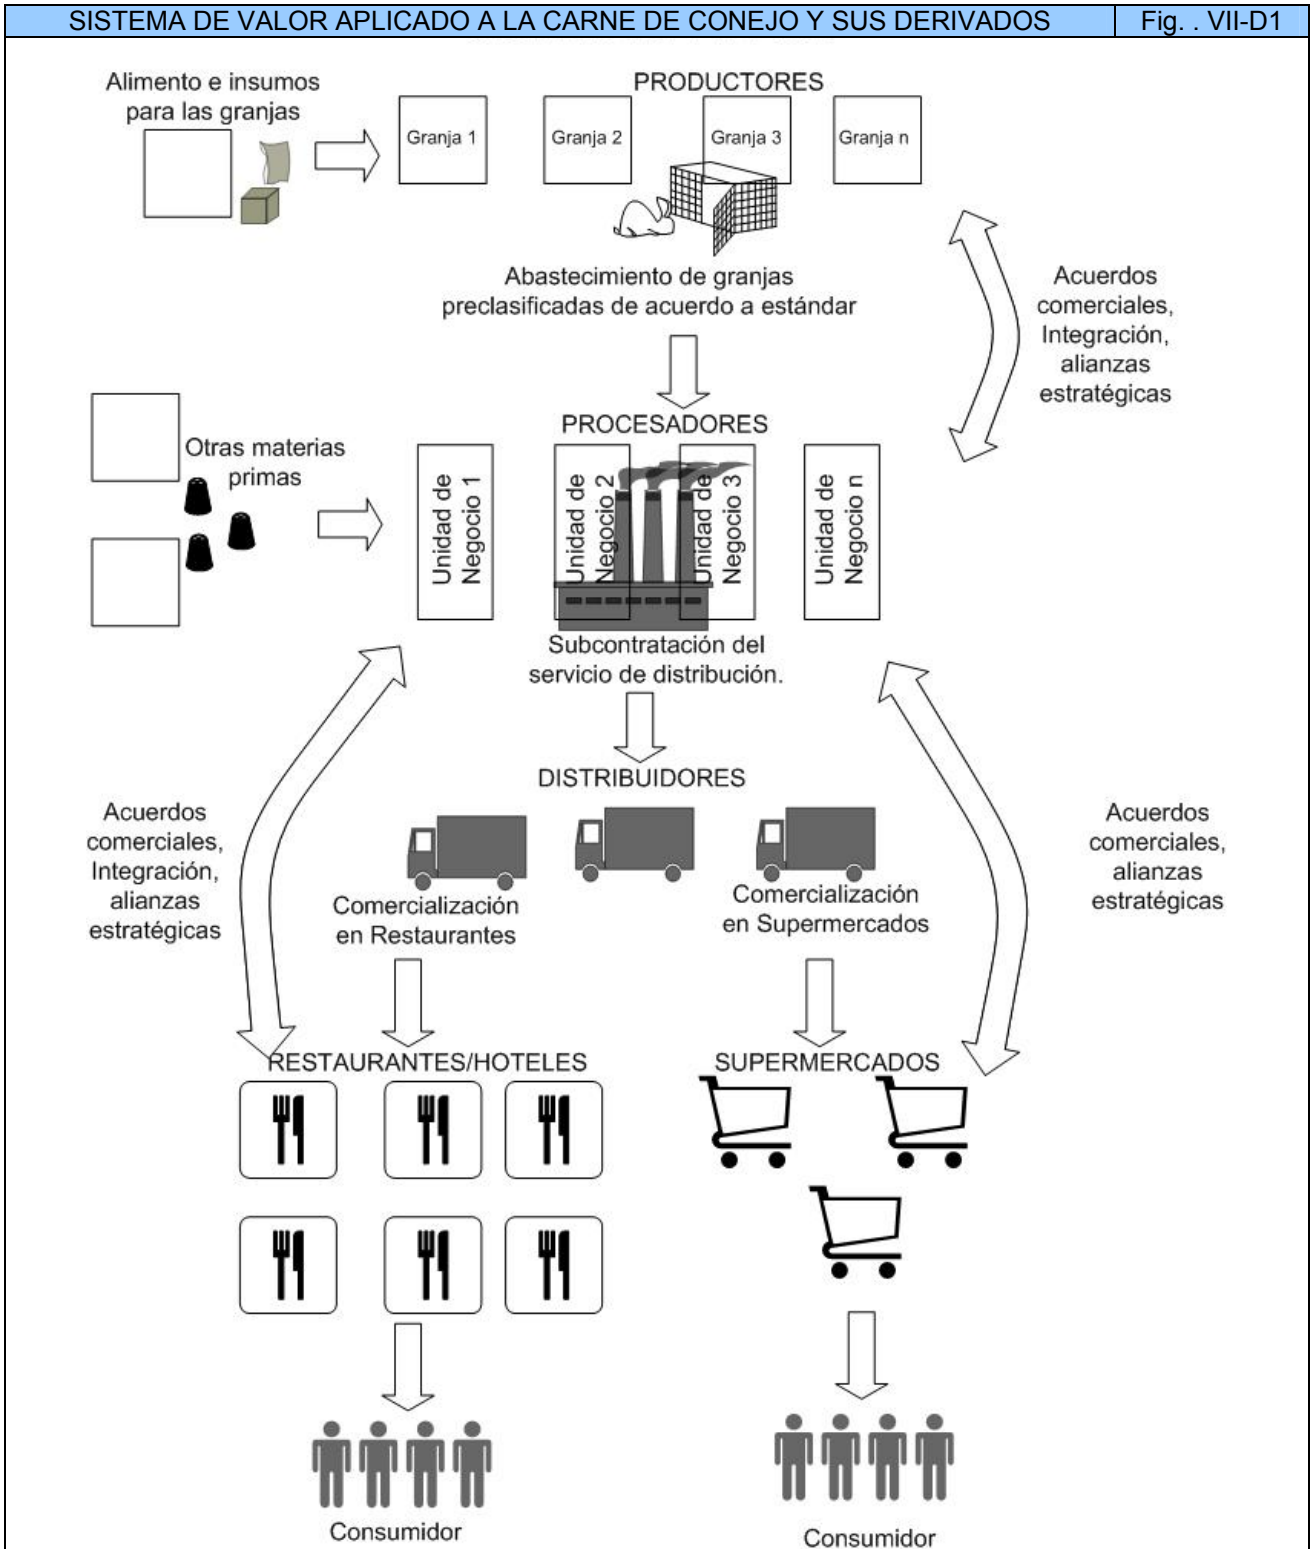 SISTEMA DE VALOR APLICADO A LA CARNE DE CONEJO Y SUS DERIVADOS
Fig. . VII-D1
Alimento e insumos
para las granjas
PRODUCTORES
Granja 1
Granja 2
Granja 3
Granja n
Abastecimiento de granjas
preclasificadas de acuerdo a estándar
Acuerdos
comerciales,
Integración,
alianzas
estratégicas
PROCESADORES
Otras materias
primas
Unidad de
Negocio 1
Unidad de
Negocio 2
Unidad de
Negocio 3
Unidad de
Negocio n
Subcontratación del
servicio de distribución.
DISTRIBUIDORES
Acuerdos
comerciales,
Integración,
alianzas
estratégicas
Comercialización
en Restaurantes
Comercialización
en Supermercados
Acuerdos
comerciales,
alianzas
estratégicas
RESTAURANTES/HOTELES
SUPERMERCADOS
Consumidor
Consumidor